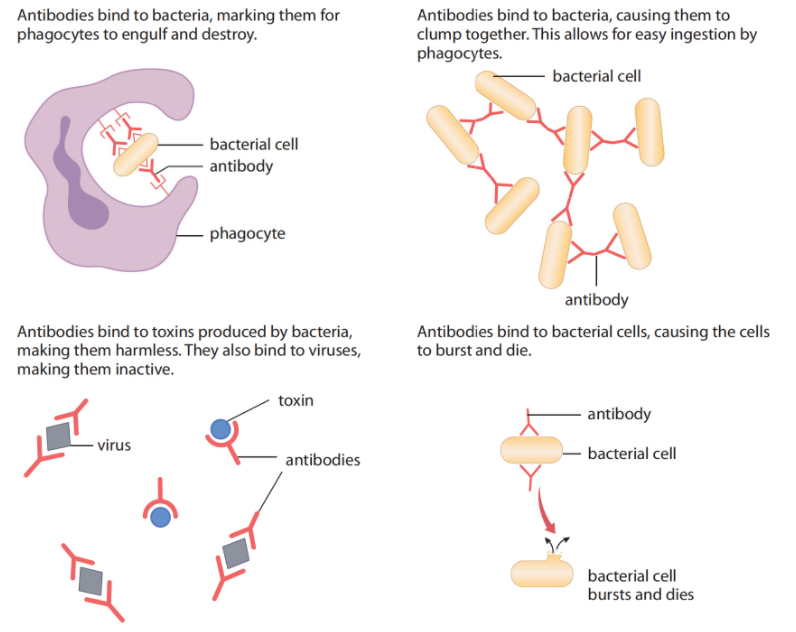 Antibodies bind to bacteria, marking them for
phagocytes to engulf and destroy.
bacterial cell
antibody
phagocyte
Antibodies bind to bacteria, causing them to
clump together. This allows for easy ingestion by
phagocytes.
bacterial cell
antibody
Antibodies bind to toxins produced by bacteria,
making them harmless. They also bind to viruses,
making them inactive.
toxin
virus
antibodies
Antibodies bind to bacterial cells, causing the cells
to burst and die.
antibody
bacterial cell
bacterial cell
bursts and dies